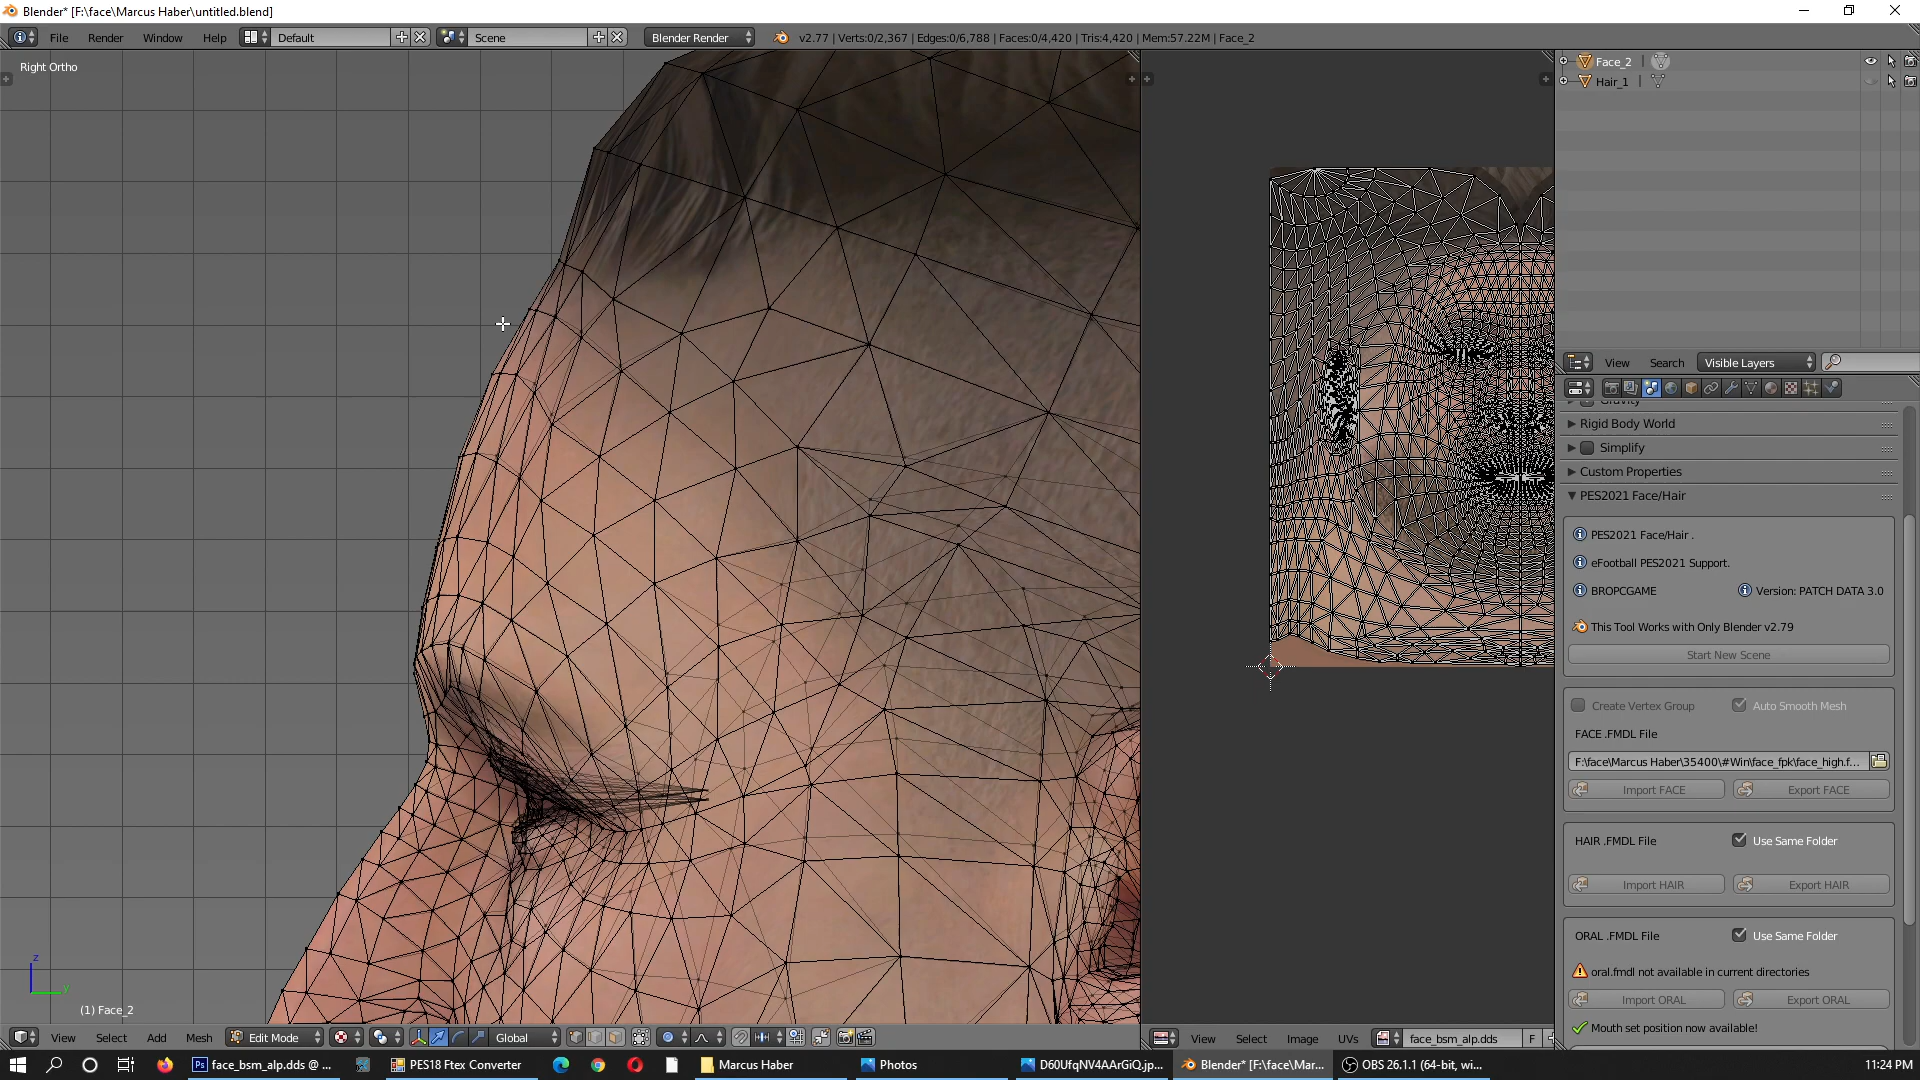 Blender* [F:\face\Marcus Haber\untitled.blend]
File Render Window Help Default Scene Blender Render v2.77 | Verts:0/2,367 | Edges:0/6,788 | Faces:0/4,420 | Tris:4,420 | Mem:57.22M | Face_2
Right Ortho
Face_2
Hair_1
View Search Visible Layers
Gravity
Rigid Body World
Simplify
Custom Properties
PES2021 Face/Hair
PES2021 Face/Hair .
eFootball PES2021 Support.
BROPCGAME Version: PATCH DATA 3.0
This Tool Works with Only Blender v2.79
Start New Scene
Create Vertex Group Auto Smooth Mesh
FACE .FMDL File
F:\face\Marcus Haber\35400\#Win\face_fpk\face_high.f...
Import FACE Export FACE
HAIR .FMDL File Use Same Folder
Import HAIR Export HAIR
ORAL .FMDL File Use Same Folder
oral.fmdl not available in current directories
Import ORAL Export ORAL
Mouth set position now available!
z
y
(1) Face_2
View Select Add Mesh Edit Mode Global
View Select Image UVs face_bsm_alp.dds F
face_bsm_alp.dds @ ... PES18 Ftex Converter Marcus Haber Photos D60UfqNV4AArGiQ.jp... Blender* [F:\face\Mar... OBS 26.1.1 (64-bit, wi... 11:24 PM